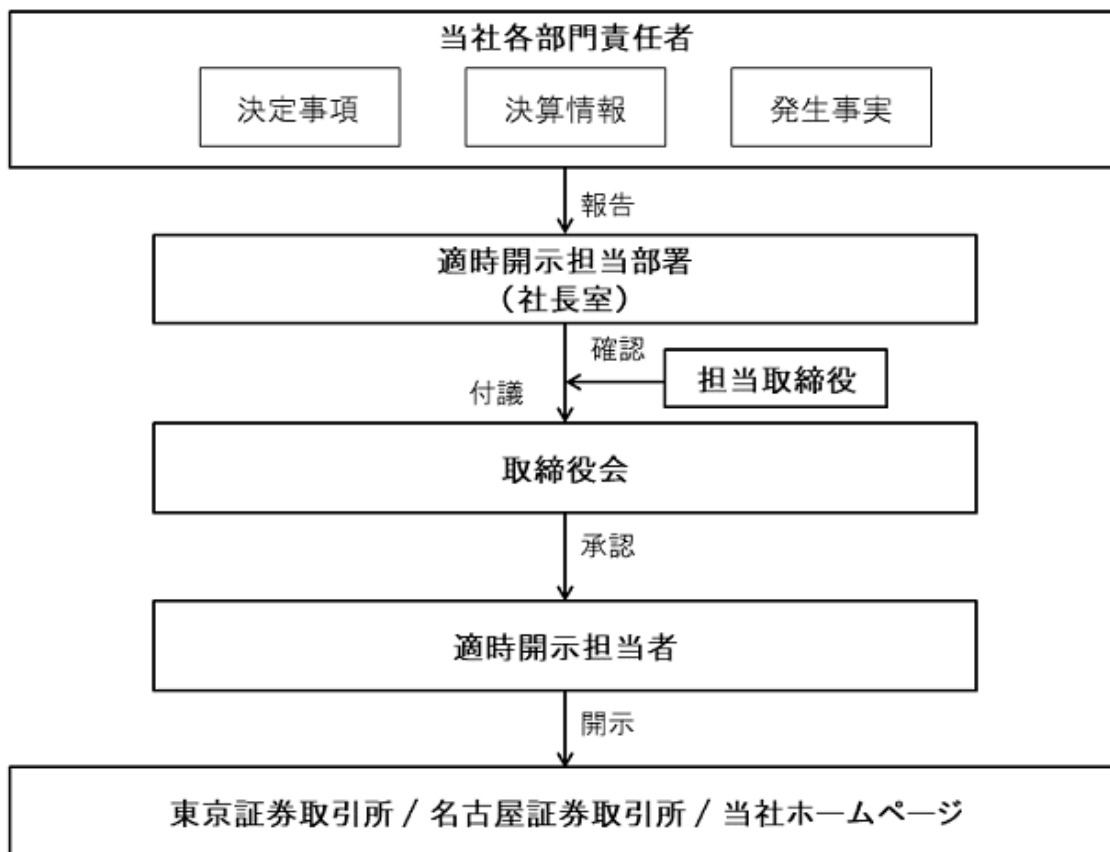 当社各部門責任者
決定事項
決算情報
発生事実
報告
適時開示担当部署
（社長室）
確認
担当取締役
付議
取締役会
承認
適時開示担当者
開示
東京証券取引所 / 名古屋証券取引所 / 当社ホームページ